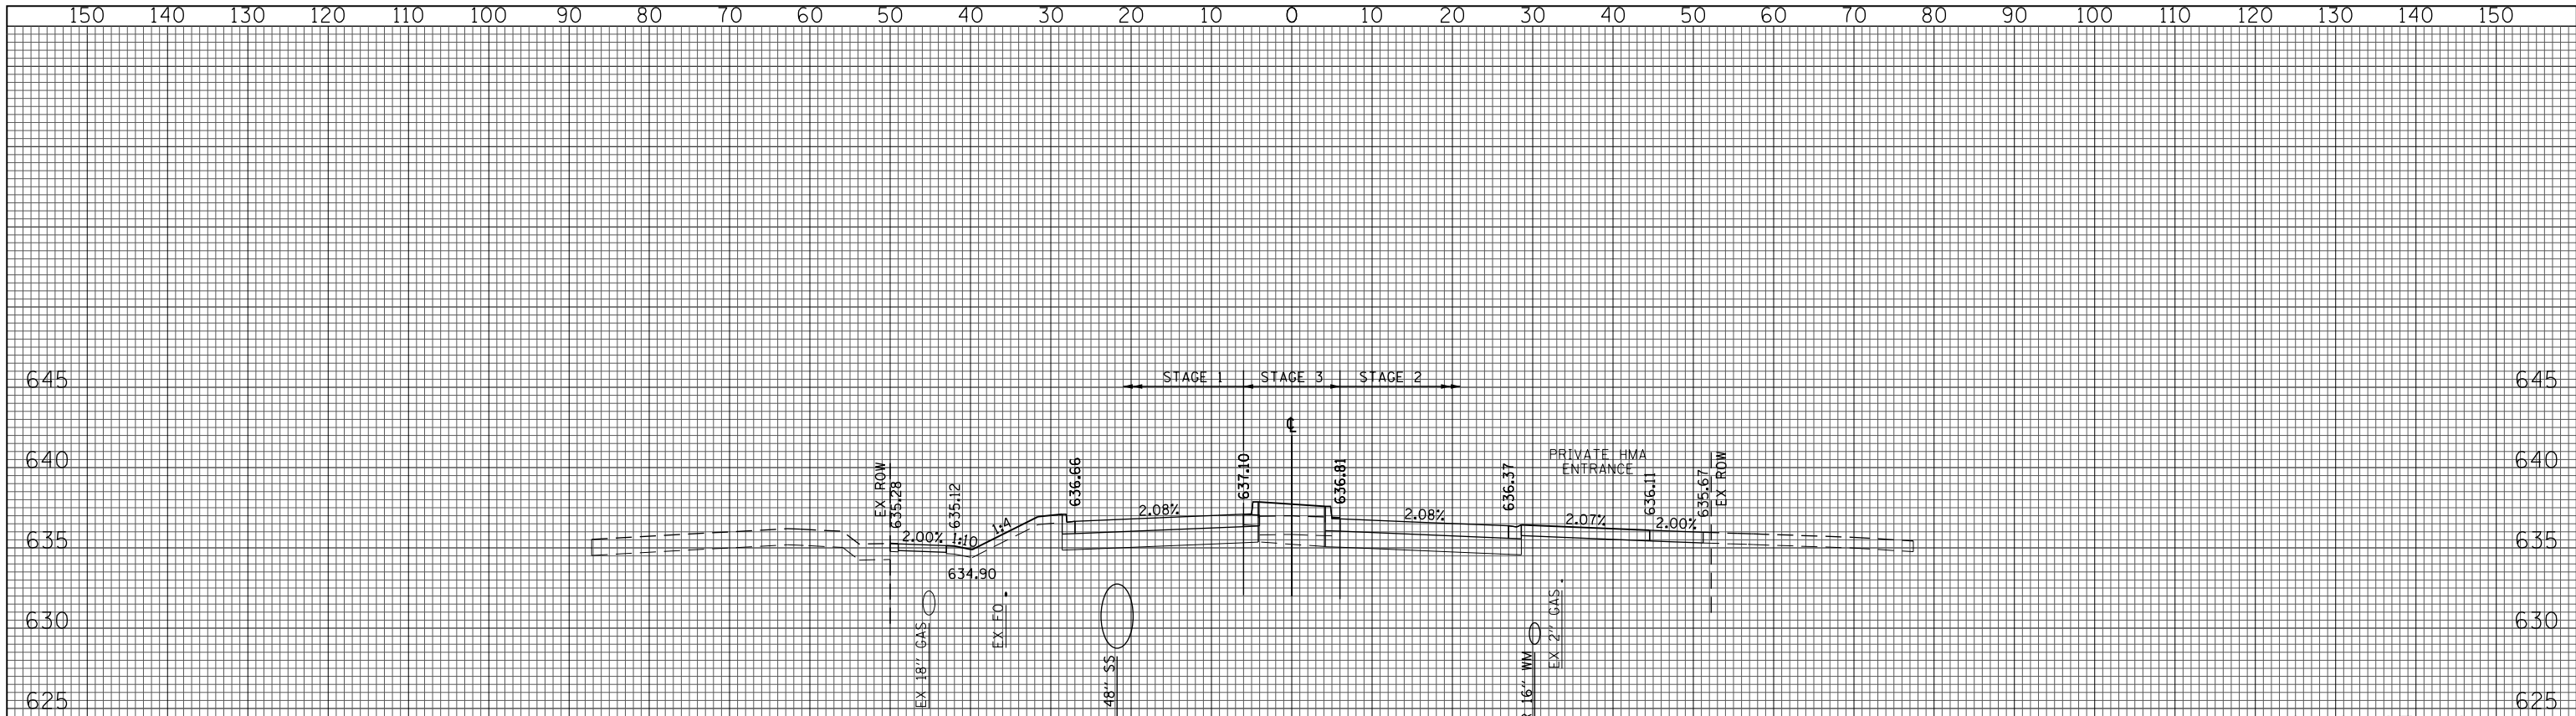 150 140 130 120 110 100 90 80 70 60 50 40 30 20 10 0 10 20 30 40 50 60 70 80 90 100 110 120 130 140 150
645 STAGE 1 STAGE 3 STAGE 2 645
℄
640 PRIVATE HMA 640
ENTRANCE
EX ROW 635.28 635.12 636.66 637.10 636.81 636.37 636.11 635.67 EX ROW
2.00% 1:10 1:4 2.08% 2.08% 2.07% 2.00%
635 635
634.90
630 EX 18" GAS EX FO EX 2" GAS 630
48" SS 16" WM
625 625